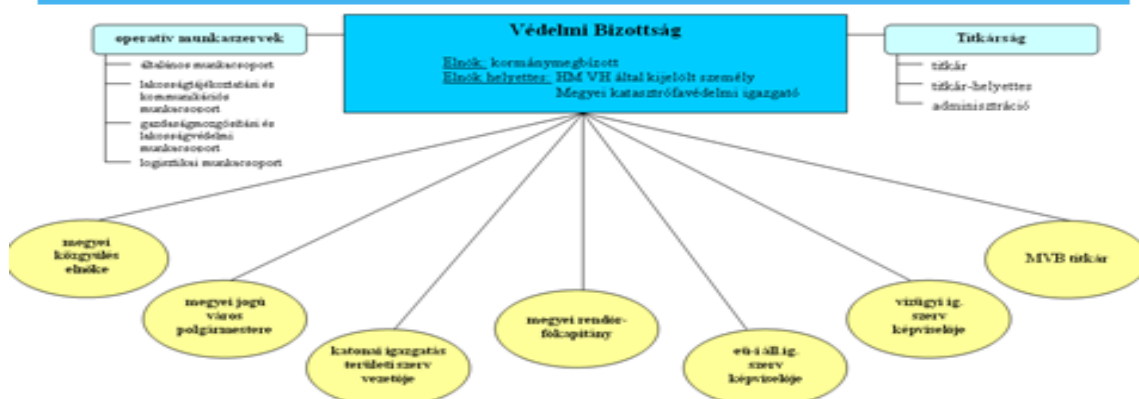 operatív munkaszervek
általános munkacsoport
lakosságtájékoztatási és
kommunikációs
munkacsoport
gazdaságmozgósítási és
lakosságvédelmi
munkacsoport
logisztikai munkacsoport
Védelmi Bizottság
Elnök: kormánymegbízott
Elnök helyettes: HM VH által kijelölt személy
Megyei katasztrófavédelmi igazgató
Titkárság
titkár
titkár-helyettes
adminisztráció
megyei
közgyűlés
elnöke
megyei jogú
város
polgármestere
katonai igazgatás
területi szerv
vezetője
megyei rendőr-
főkapitány
eü-i áll.ig.
szerv
képviselője
vízügyi ig.
szerv
képviselője
MVB titkár